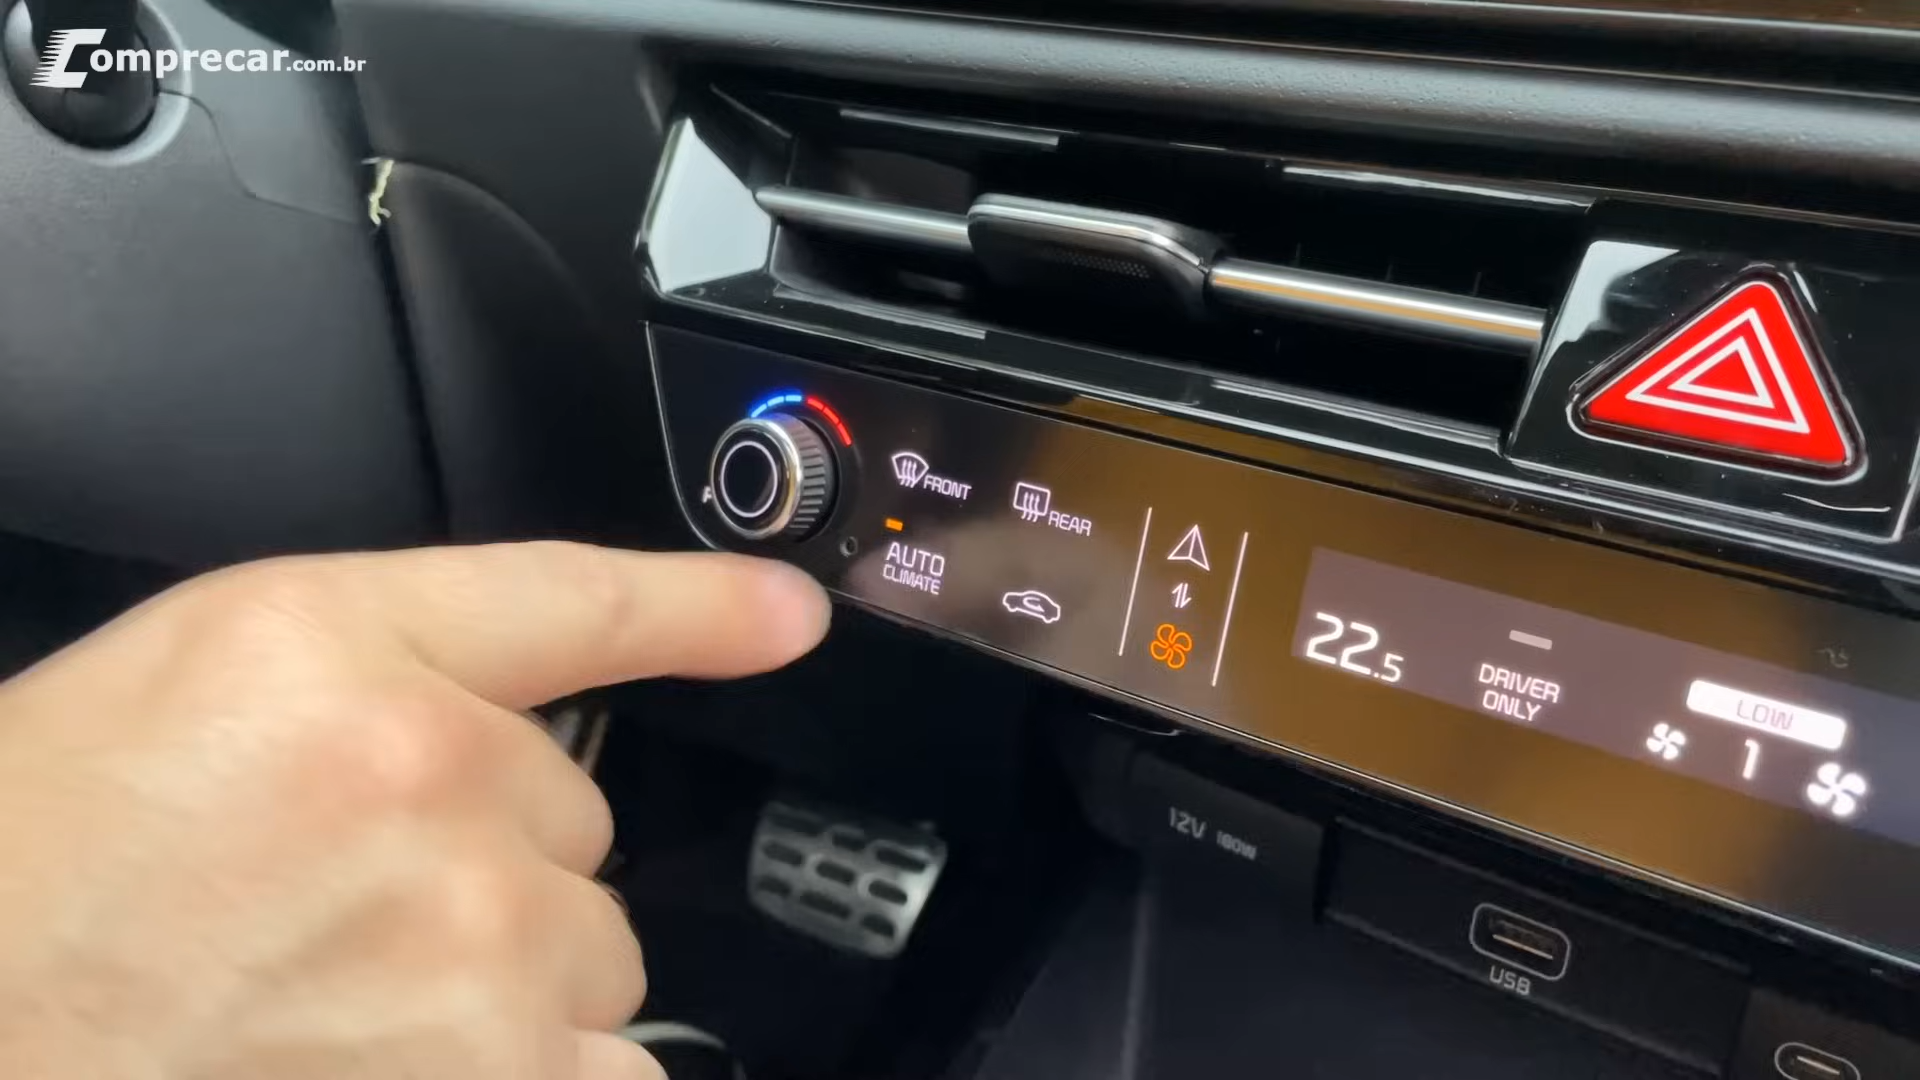 Comprecar.com.br
FRONT
REAR
AUTO
CLIMATE
22.5
DRIVER
ONLY
LOW
1
12V 180W
USB